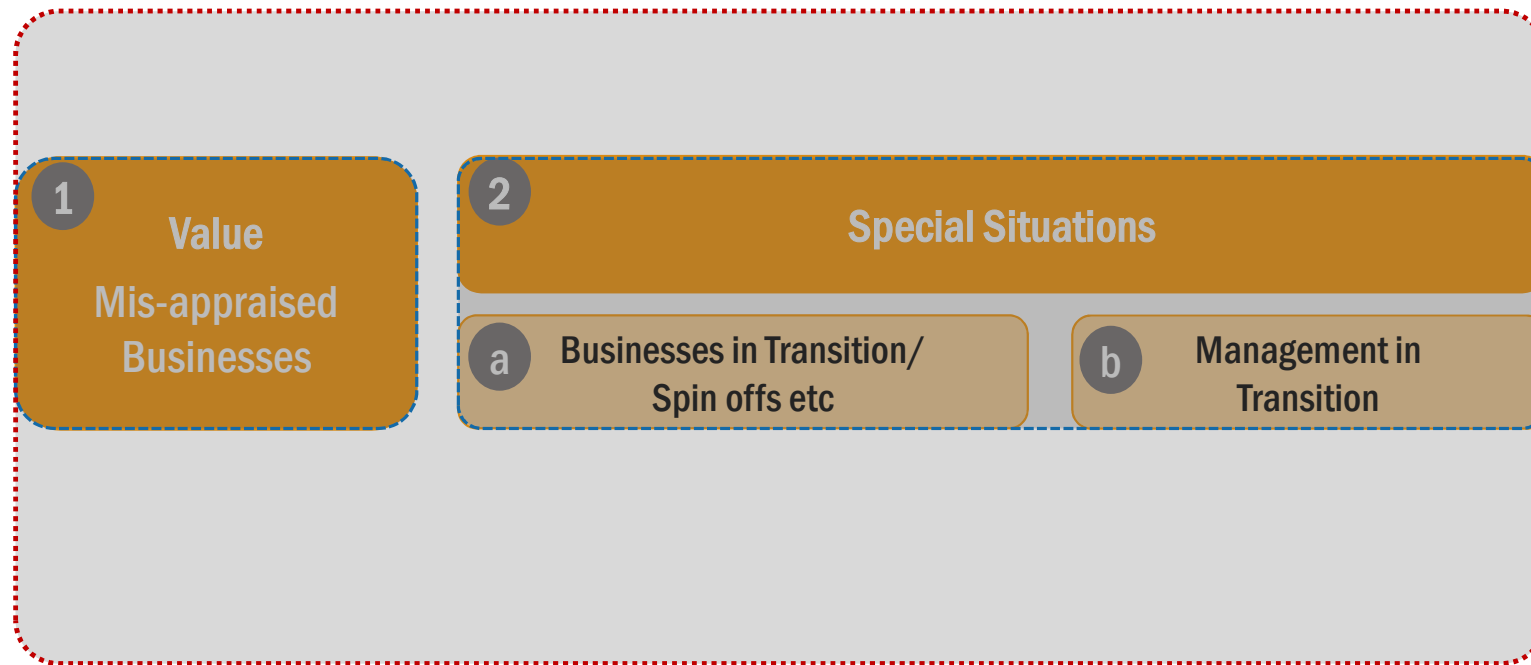 1
Value
Mis-appraised
Businesses
2
Special Situations
a
Businesses in Transition/
Spin offs etc
b
Management in
Transition